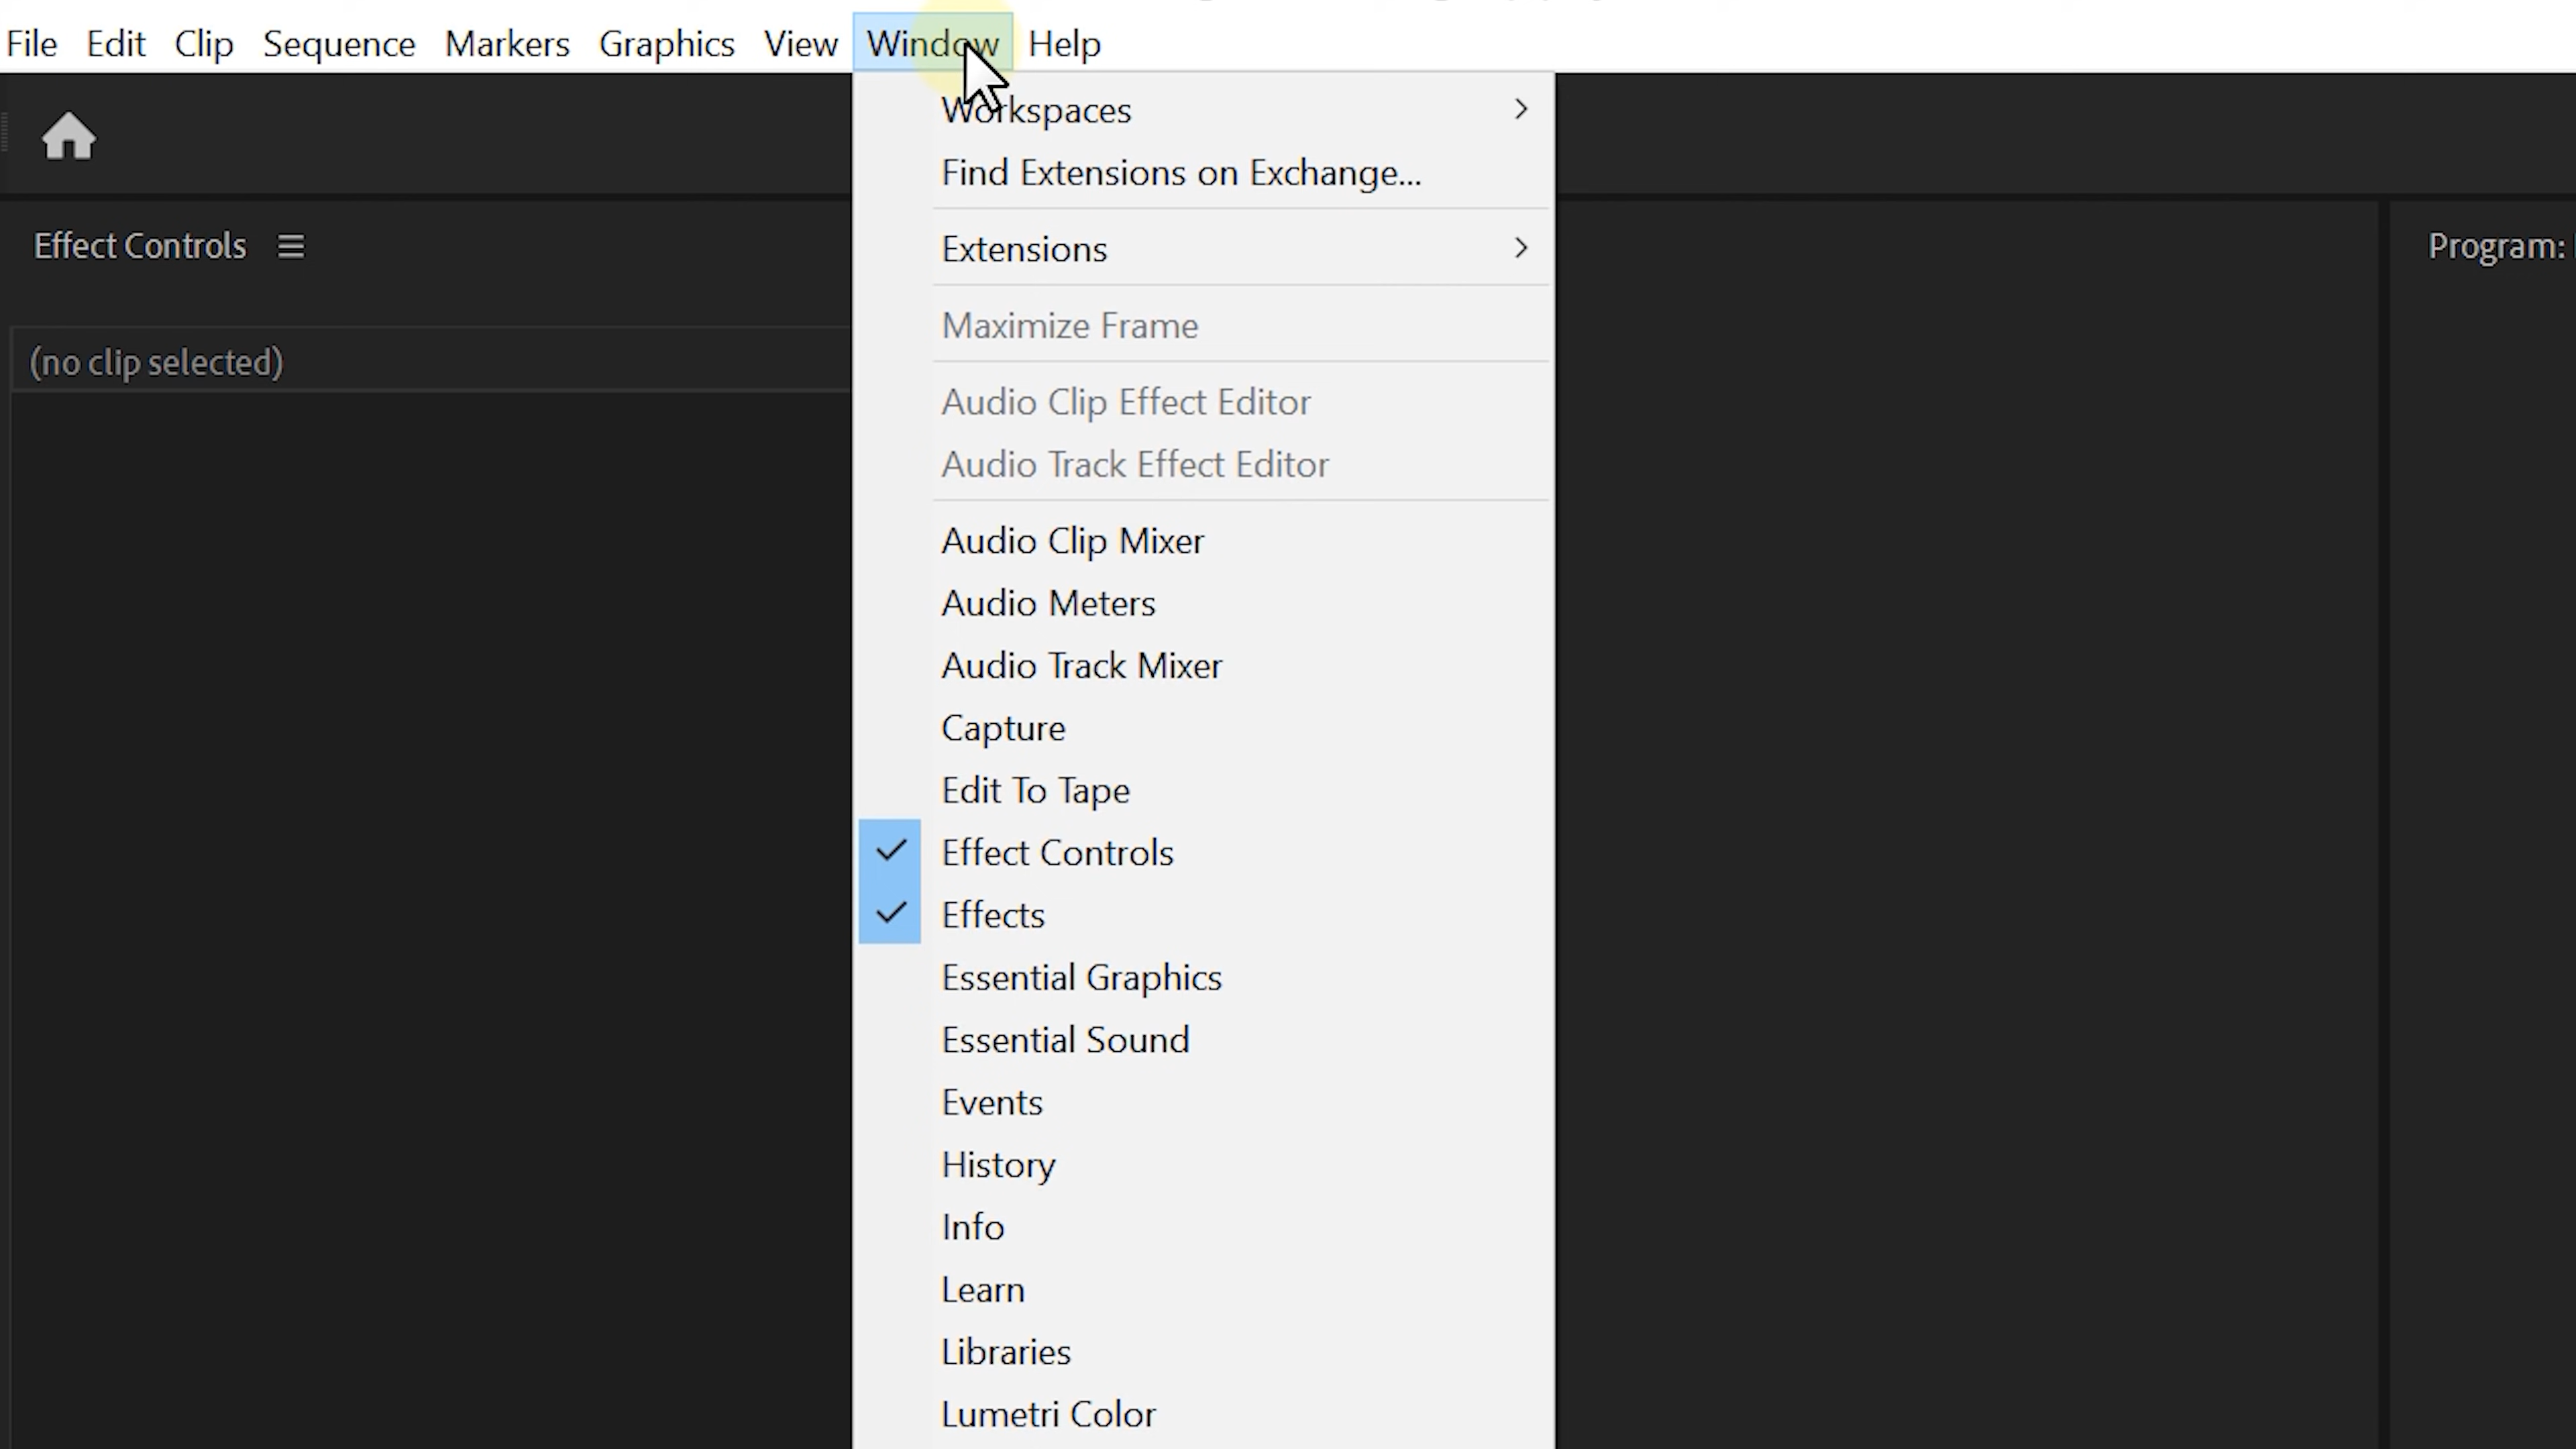 File Edit Clip Sequence Markers Graphics View Window Help
Workspaces
Find Extensions on Exchange...
Extensions
Effect Controls
Program:
Maximize Frame
(no clip selected)
Audio Clip Effect Editor
Audio Track Effect Editor
Audio Clip Mixer
Audio Meters
Audio Track Mixer
Capture
Edit To Tape
Effect Controls
Effects
Essential Graphics
Essential Sound
Events
History
Info
Learn
Libraries
Lumetri Color